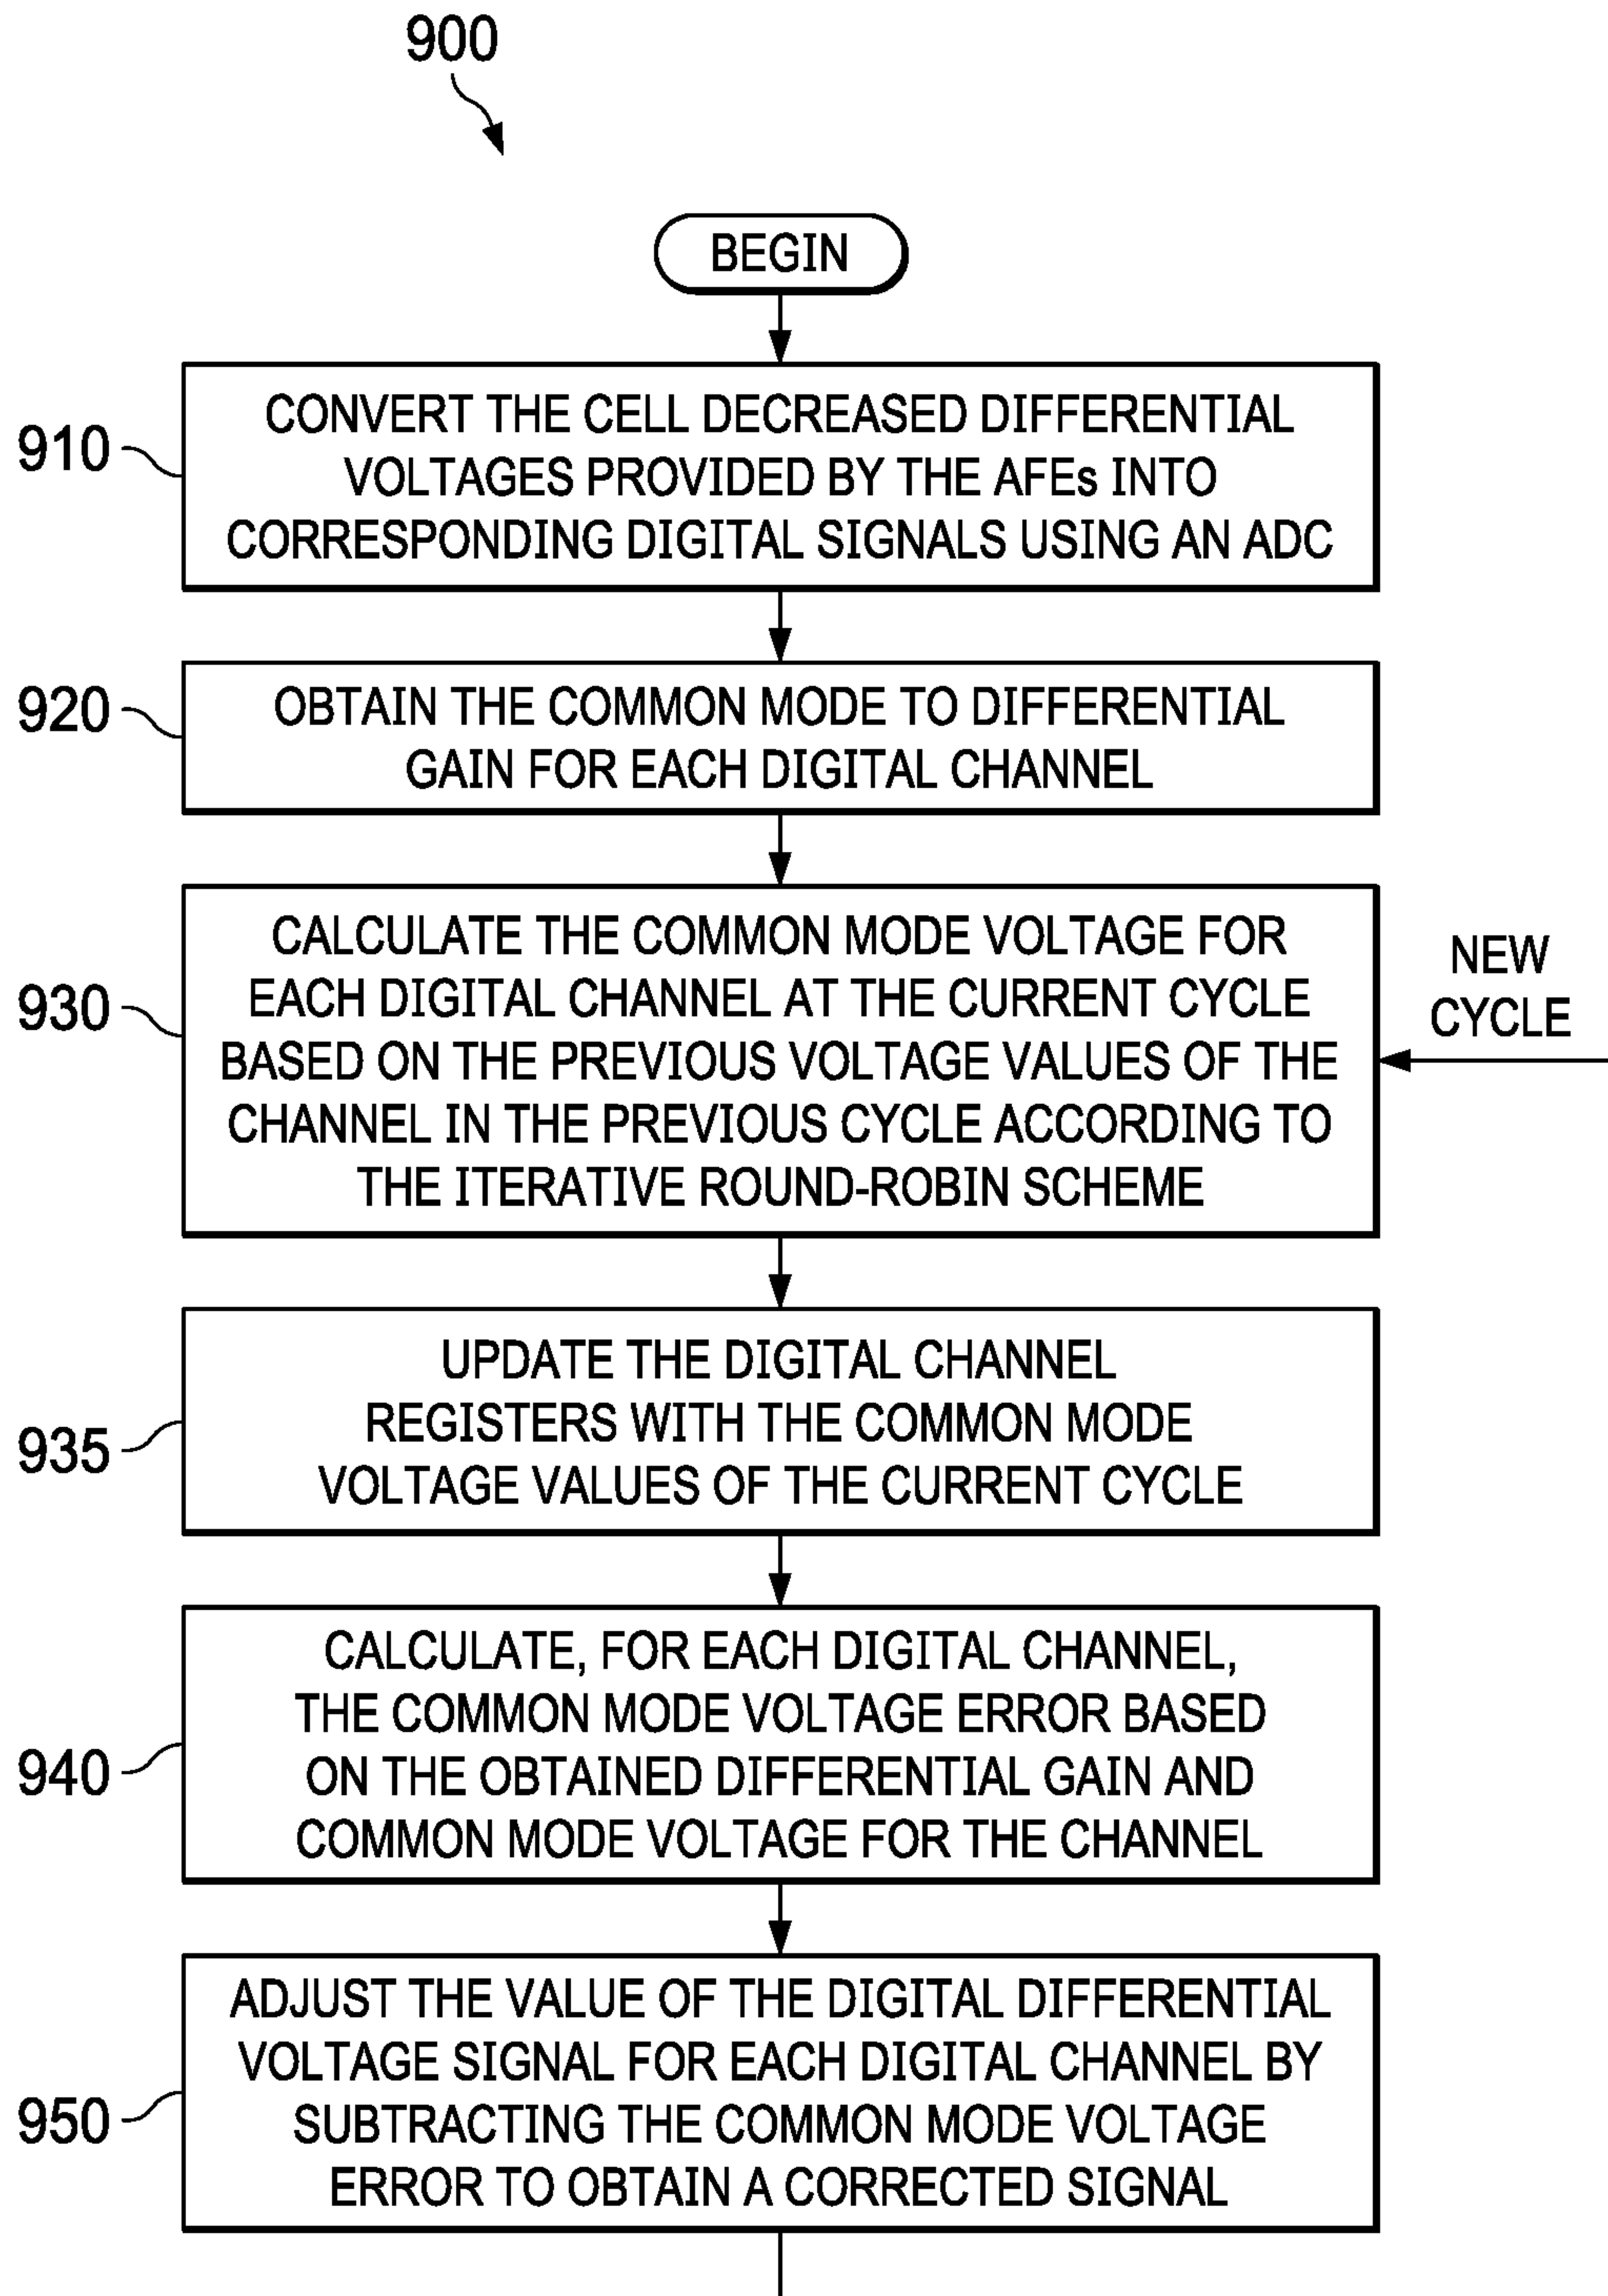 900
BEGIN
910
CONVERT THE CELL DECREASED DIFFERENTIAL
VOLTAGES PROVIDED BY THE AFEs INTO
CORRESPONDING DIGITAL SIGNALS USING AN ADC
920
OBTAIN THE COMMON MODE TO DIFFERENTIAL
GAIN FOR EACH DIGITAL CHANNEL
930
CALCULATE THE COMMON MODE VOLTAGE FOR
EACH DIGITAL CHANNEL AT THE CURRENT CYCLE
BASED ON THE PREVIOUS VOLTAGE VALUES OF THE
CHANNEL IN THE PREVIOUS CYCLE ACCORDING TO
THE ITERATIVE ROUND-ROBIN SCHEME
NEW
CYCLE
935
UPDATE THE DIGITAL CHANNEL
REGISTERS WITH THE COMMON MODE
VOLTAGE VALUES OF THE CURRENT CYCLE
940
CALCULATE, FOR EACH DIGITAL CHANNEL,
THE COMMON MODE VOLTAGE ERROR BASED
ON THE OBTAINED DIFFERENTIAL GAIN AND
COMMON MODE VOLTAGE FOR THE CHANNEL
950
ADJUST THE VALUE OF THE DIGITAL DIFFERENTIAL
VOLTAGE SIGNAL FOR EACH DIGITAL CHANNEL BY
SUBTRACTING THE COMMON MODE VOLTAGE
ERROR TO OBTAIN A CORRECTED SIGNAL